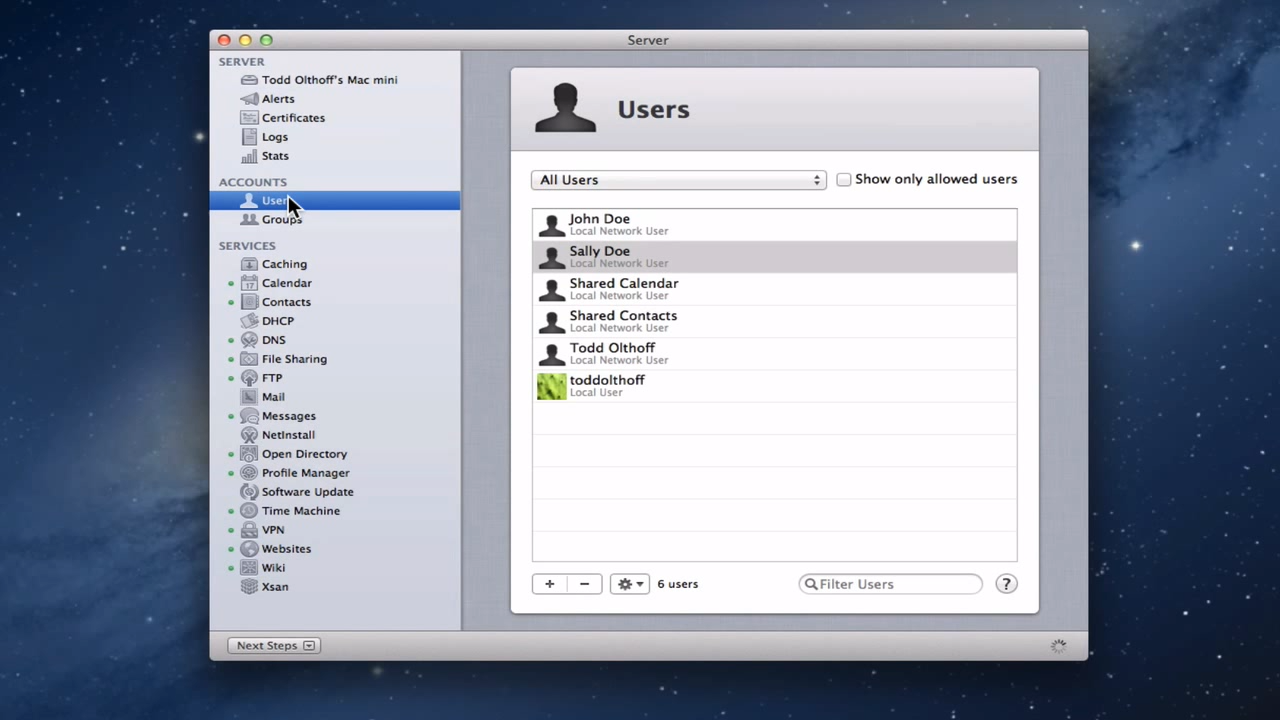 Server
SERVER
Todd Olthoff's Mac mini
Alerts
Certificates
Logs
Stats
ACCOUNTS
Users
Groups
SERVICES
Caching
17
Calendar
Contacts
DHCP
DNS
File Sharing
FTP
Mail
Messages
NetInstall
Open Directory
Profile Manager
Software Update
Time Machine
VPN
Websites
Wiki
Xsan
Next Steps
Users
All Users
Show only allowed users
John Doe
Local Network User
Sally Doe
Local Network User
Shared Calendar
Local Network User
Shared Contacts
Local Network User
Todd Olthoff
Local Network User
toddolthoff
Local User
+ −
6 users
Filter Users
?